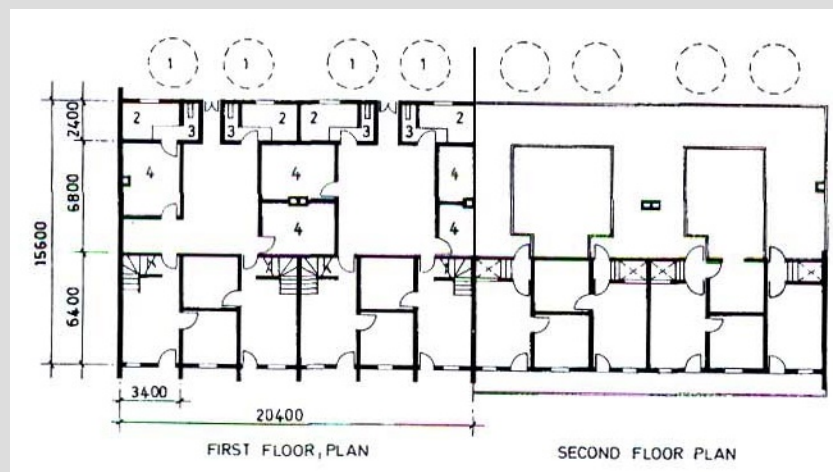 1 1 1 1
2 3 3 2 2 3 3 2
4 4 4
4 4
2400
6800
6400
15600
3400
20400
FIRST FLOOR, PLAN
SECOND FLOOR PLAN